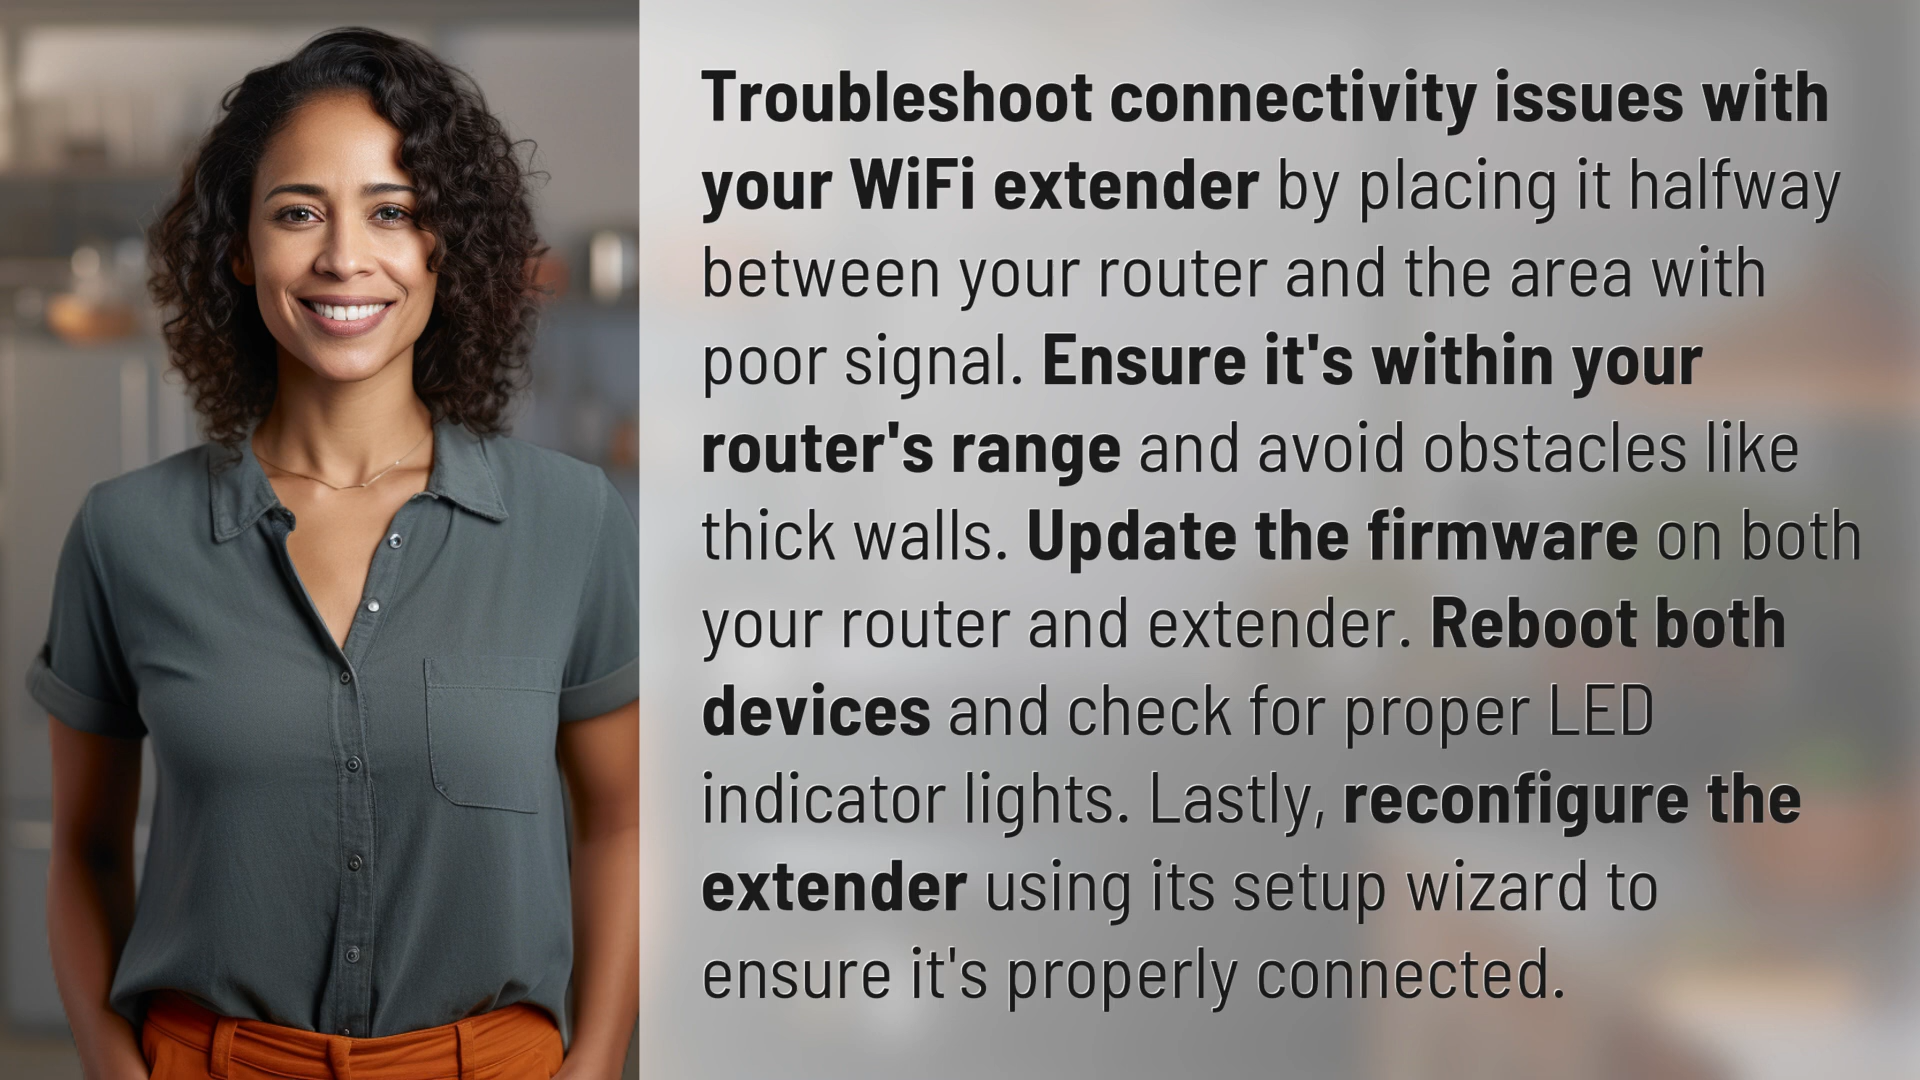 Troubleshoot connectivity issues with
your WiFi extender by placing it halfway
between your router and the area with
poor signal. Ensure it's within your
router's range and avoid obstacles like
thick walls. Update the firmware on both
your router and extender. Reboot both
devices and check for proper LED
indicator lights. Lastly, reconfigure the
extender using its setup wizard to
ensure it's properly connected.